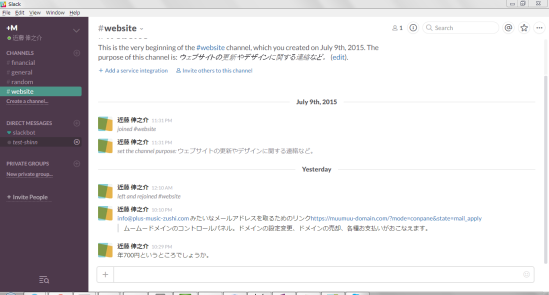 Slack
File Edit View Window Help
+M
近藤 伸之介
CHANNELS
# financial
# general
# random
# website
Create a channel...
DIRECT MESSAGES
slackbot
test-shino
PRIVATE GROUPS
New private group...
+ Invite People
#website
1
Search
This is the very beginning of the #website channel, which you created on July 9th, 2015. The
purpose of this channel is: ウェブサイトの更新やデザインに関する連絡など。 (edit).
+ Add a service integration
Invite others to this channel
July 9th, 2015
近藤 伸之介 11:31 PM
joined #website
近藤 伸之介 11:31 PM
set the channel purpose: ウェブサイトの更新やデザインに関する連絡など。
Yesterday
近藤 伸之介 10:10 AM
left and rejoined #website
近藤 伸之介 10:10 PM
info@plus-music-zushi.com みたいなメールアドレスを取るためのリンクhttps://muumuu-domain.com/?mode=conpane&state=mail_apply
ムームードメインのコントロールパネル。ドメインの設定変更、ドメインの売却、各種お支払いがおこなえます。
近藤 伸之介 10:29 PM
年700円というところでしょうか。